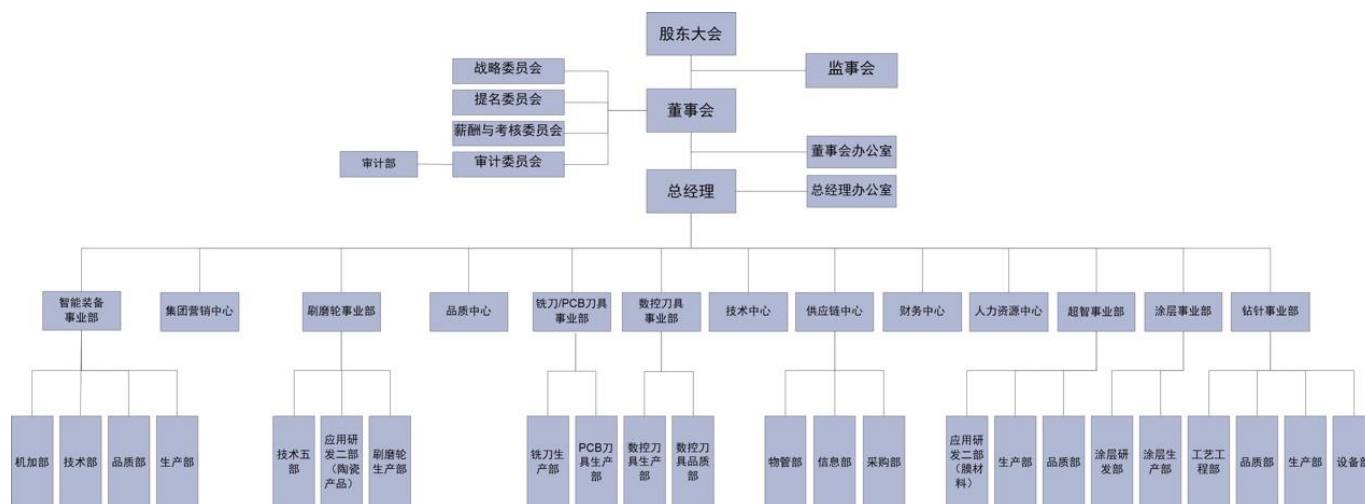 股东大会
监事会
战略委员会
提名委员会
董事会
薪酬与考核委员会
董事会办公室
审计部
审计委员会
总经理
总经理办公室
智能装备
事业部
集团营销中心
刷磨轮事业部
品质中心
铣刀/PCB刀具
事业部
数控刀具
事业部
技术中心
供应链中心
财务中心
人力资源中心
超智事业部
涂层事业部
钻针事业部
机加部
技术部
品质部
生产部
技术五
部
应用研
发二部
（陶瓷
产品）
刷磨轮
生产部
铣刀生
产部
PCB刀
具生产
部
数控刀
具生产
部
数控刀
具品质
部
物管部
信息部
采购部
应用研
发二部
（膜材
料）
生产部
品质部
涂层研
发部
涂层生
产部
工艺工
程部
品质部
生产部
设备部